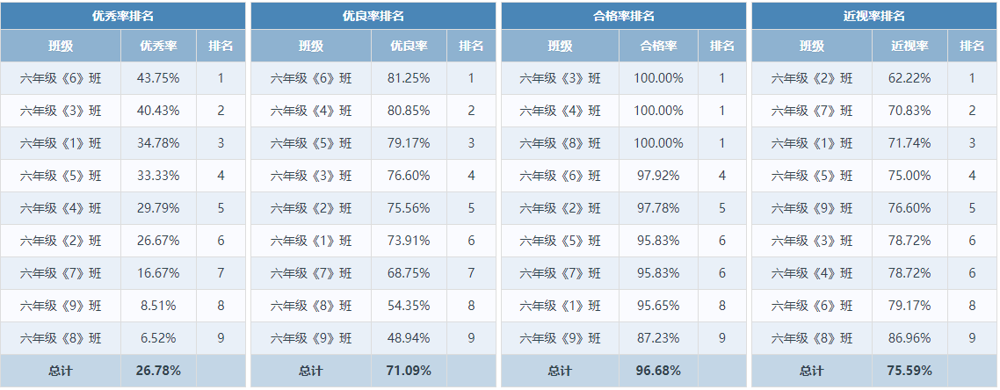 优秀率排名 优良率排名 合格率排名 近视率排名
班级 优秀率 排名 班级 优良率 排名 班级 合格率 排名 班级 近视率 排名
六年级《6》班 43.75% 1 六年级《6》班 81.25% 1 六年级《3》班 100.00% 1 六年级《2》班 62.22% 1
六年级《3》班 40.43% 2 六年级《4》班 80.85% 2 六年级《4》班 100.00% 1 六年级《7》班 70.83% 2
六年级《1》班 34.78% 3 六年级《5》班 79.17% 3 六年级《8》班 100.00% 1 六年级《1》班 71.74% 3
六年级《5》班 33.33% 4 六年级《3》班 76.60% 4 六年级《6》班 97.92% 4 六年级《5》班 75.00% 4
六年级《4》班 29.79% 5 六年级《2》班 75.56% 5 六年级《2》班 97.78% 5 六年级《9》班 76.60% 5
六年级《2》班 26.67% 6 六年级《1》班 73.91% 6 六年级《5》班 95.83% 6 六年级《3》班 78.72% 6
六年级《7》班 16.67% 7 六年级《7》班 68.75% 7 六年级《7》班 95.83% 6 六年级《4》班 78.72% 6
六年级《9》班 8.51% 8 六年级《8》班 54.35% 8 六年级《1》班 95.65% 8 六年级《6》班 79.17% 8
六年级《8》班 6.52% 9 六年级《9》班 48.94% 9 六年级《9》班 87.23% 9 六年级《8》班 86.96% 9
总计 26.78% 总计 71.09% 总计 96.68% 总计 75.59%